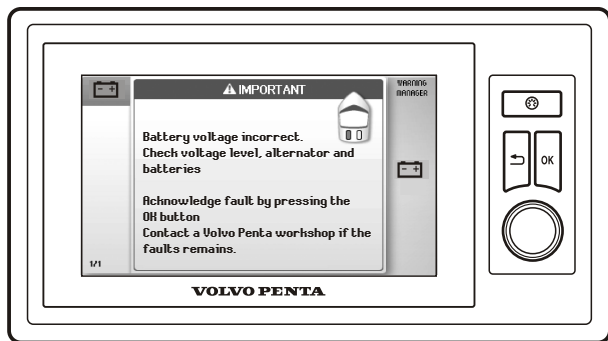 IMPORTANT
WARNING
MANAGER
Battery voltage incorrect.
Check voltage level, alternator and
batteries
Acknowledge fault by pressing the
OK button
Contact a Volvo Penta workshop if the
faults remains.
1/1
OK
VOLVO PENTA